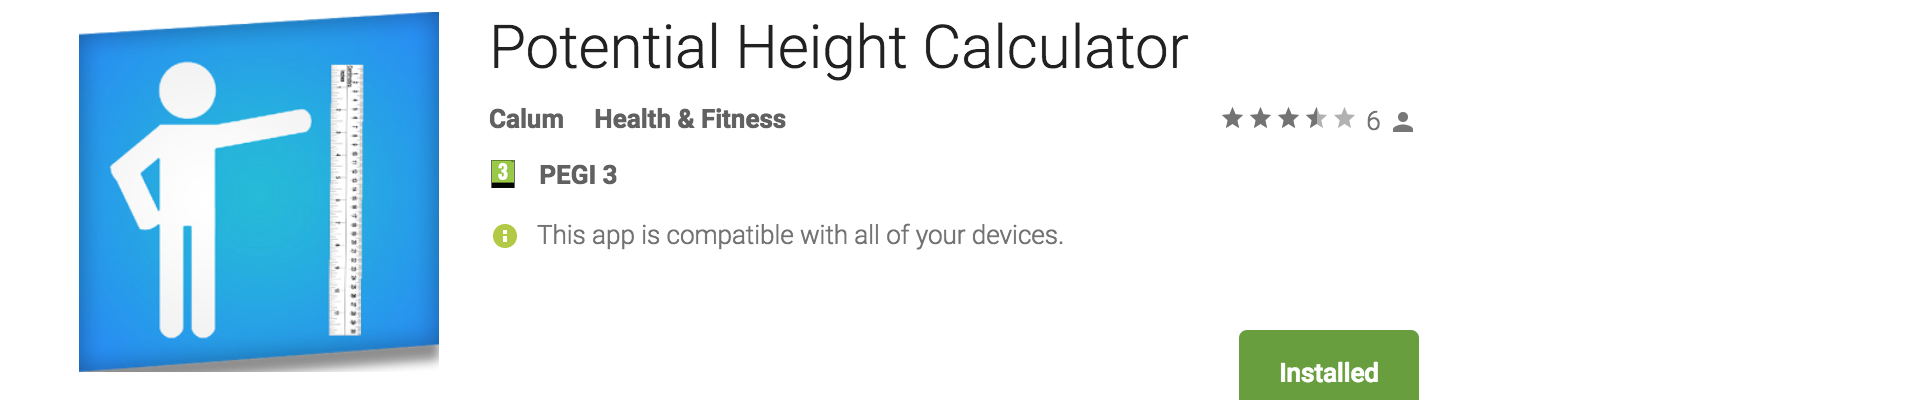 Potential Height Calculator
Calum Health & Fitness 6
3 PEGI 3
This app is compatible with all of your devices.
Installed